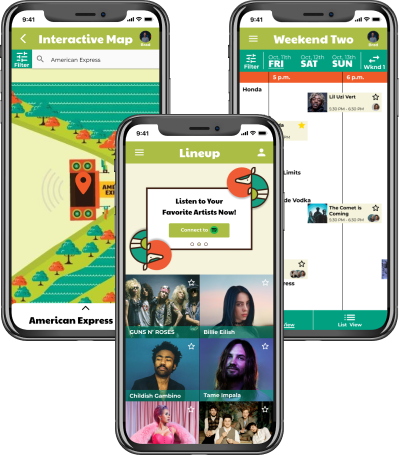 9:41
Interactive Map
Brad
Filter
American Express
AME
EXP
American Express
9:41
Weekend Two
Brad
Filter
Oct. 11th
FRI
Oct. 12th
SAT
Oct. 13th
SUN
Wknd 1
5 p.m.
6 p.m.
Honda
Lil Uzi Vert
5:30 PM - 6:30 PM
Limits
de Vodka
The Comet is
Coming
5:30 PM - 6:30 PM
ress
View
List View
9:41
Lineup
Listen to Your
Favorite Artists Now!
Connect to
GUNS N' ROSES
Billie Eilish
Childish Gambino
Tame Impala